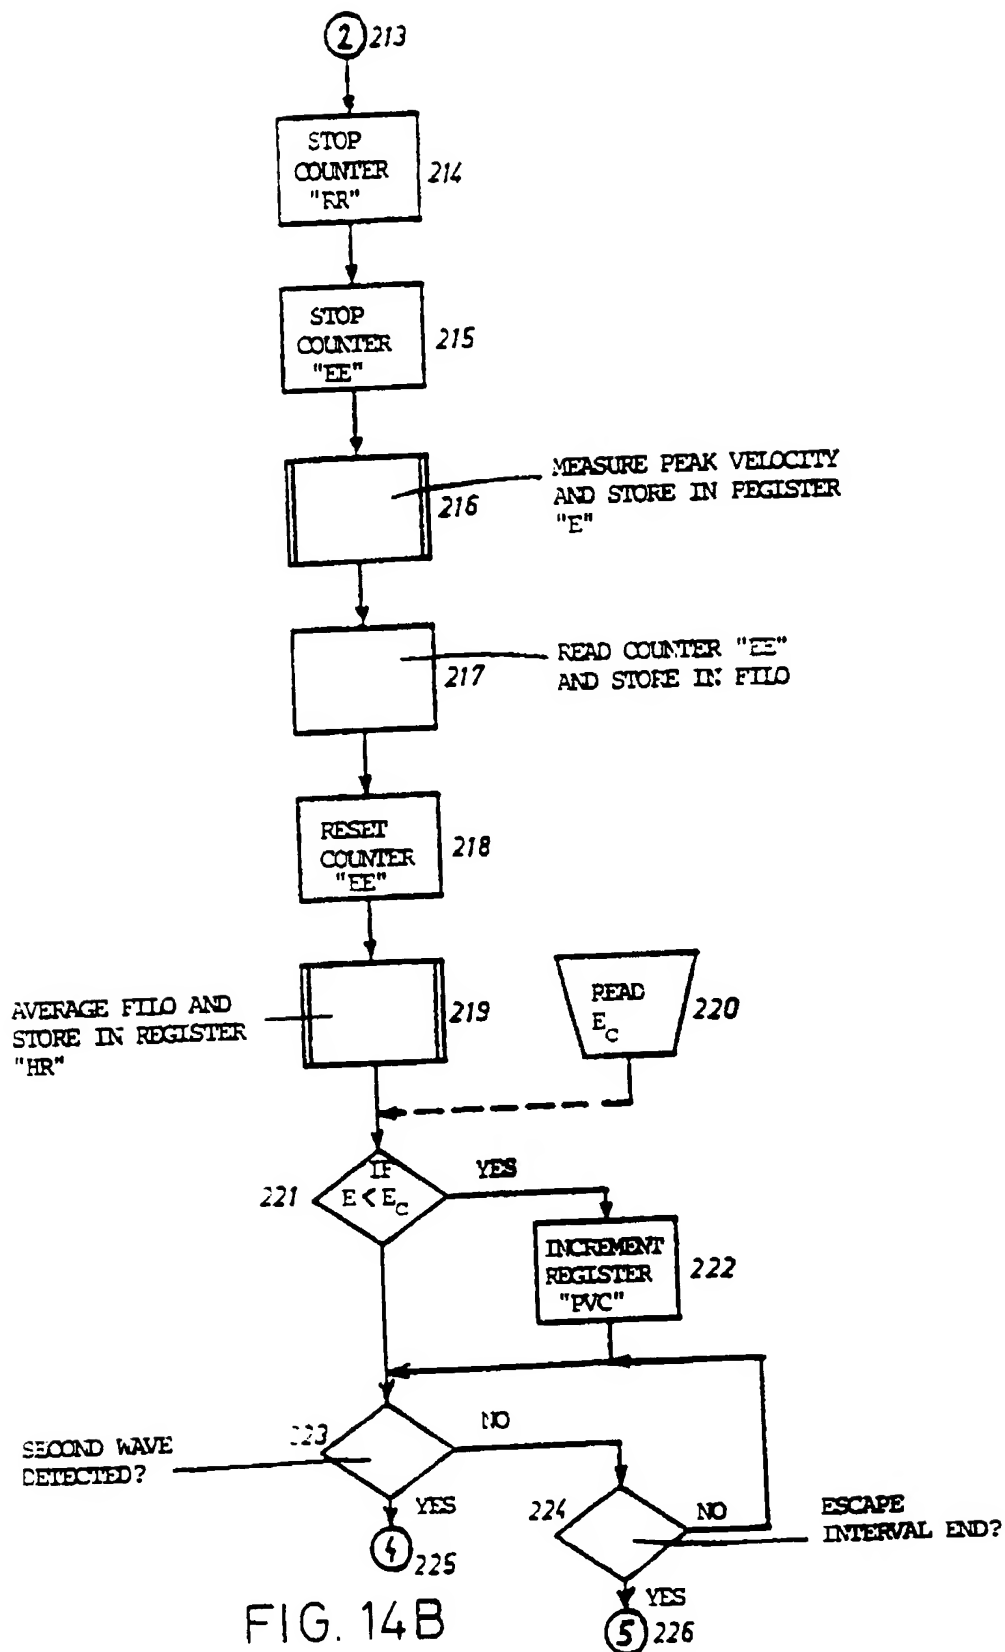 2 213
STOP
COUNTER
"RR"
214
STOP
COUNTER
"EE"
215
216
MEASURE PEAK VELOCITY
AND STORE IN REGISTER
"E"
217
READ COUNTER "EE"
AND STORE IN FILO
RESET
COUNTER
"EE"
218
AVERAGE FILO AND
STORE IN REGISTER
"HR"
219
READ
E_C
220
221
IF
E < E_C
YES
INCREMENT
REGISTER
"PVC"
222
SECOND WAVE
DETECTED?
223
NO
YES
4 225
224
NO
ESCAPE
INTERVAL END?
YES
5 226
FIG. 14B